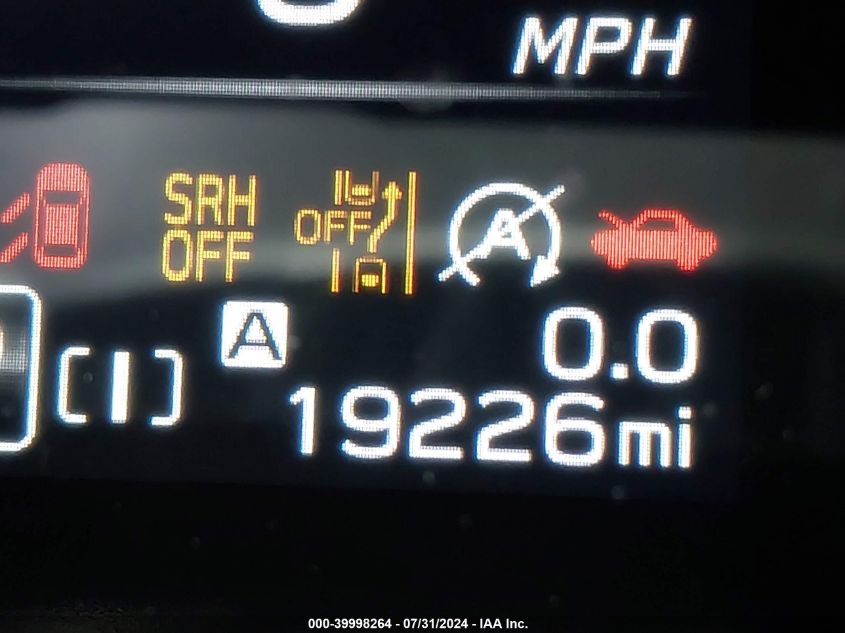 MPH
SRH
OFF
OFF
A
A
0.0
19226mi
000-39998264 - 07/31/2024 - IAA Inc.